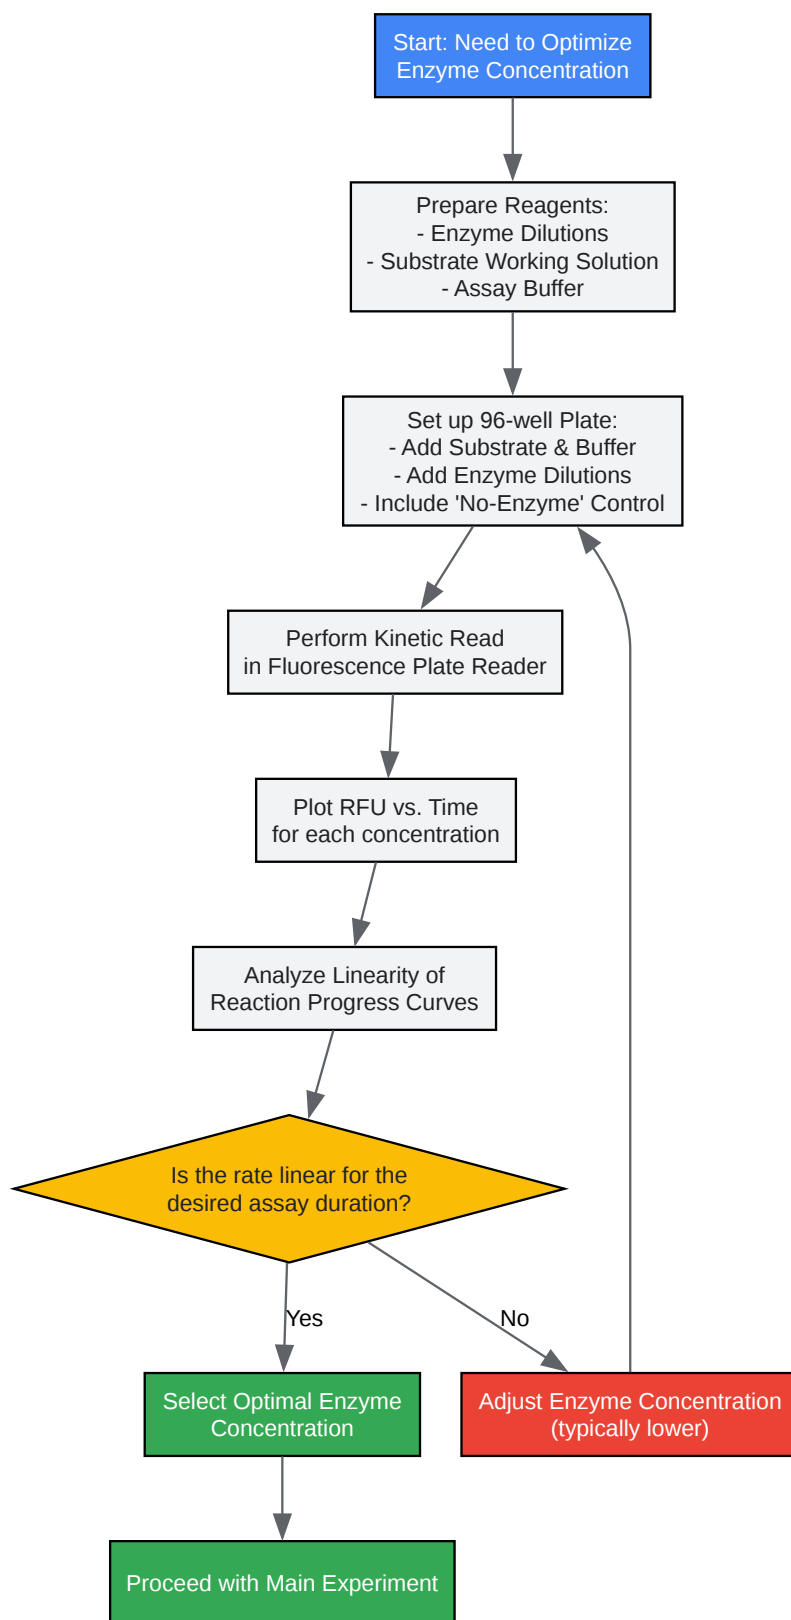 Start: Need to Optimize
Enzyme Concentration
Prepare Reagents:
- Enzyme Dilutions
- Substrate Working Solution
- Assay Buffer
Set up 96-well Plate:
- Add Substrate & Buffer
- Add Enzyme Dilutions
- Include 'No-Enzyme' Control
Perform Kinetic Read
in Fluorescence Plate Reader
Plot RFU vs. Time
for each concentration
Analyze Linearity of
Reaction Progress Curves
Is the rate linear for the
desired assay duration?
Yes
No
Select Optimal Enzyme
Concentration
Adjust Enzyme Concentration
(typically lower)
Proceed with Main Experiment